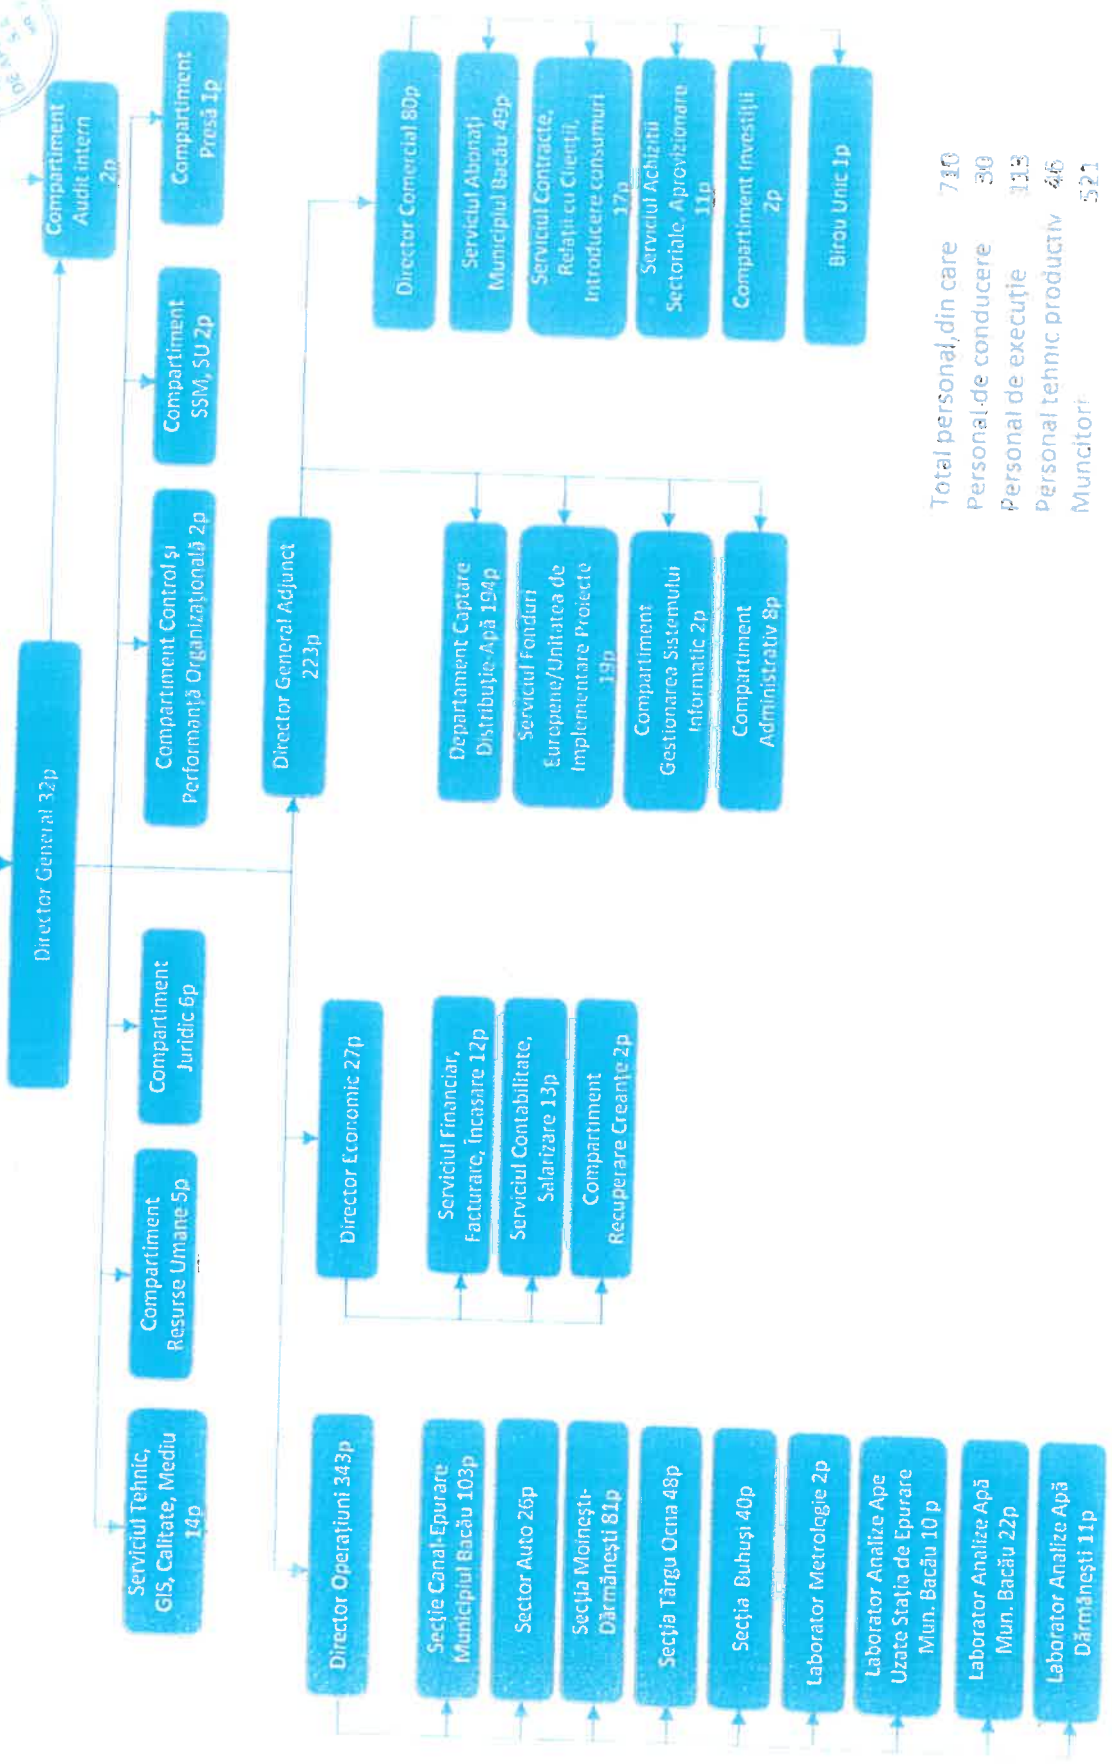 Director General 32p
Compartiment
Audit intern
2p
Serviciul Tehnic,
GIS, Calitate, Mediu
14p
Compartiment
Resurse Umane 5p
Compartiment
Juridic 6p
Compartiment Control și
Performanță Organizațională 2p
Compartiment
SSM, SU 2p
Compartiment
Presă 1p
Director General Adjunct
223p
Director Operațiuni 343p
Secție Canal-Epurare
Municipiul Bacău 103p
Sector Auto 26p
Secția Moinești-
Dărmănești 81p
Secția Târgu Ocna 48p
Secția Buhuși 40p
Laborator Metrologie 2p
Laborator Analize Ape
Uzate Stația de Epurare
Mun. Bacău 10 p
Laborator Analize Apă
Mun. Bacău 22p
Laborator Analize Apă
Dărmănești 11p
Director Economic 27p
Serviciul Financiar,
Facturare, Încasare 12p
Serviciul Contabilitate,
Salarizare 13p
Compartiment
Recuperare Creanțe 2p
Departament Captare
Distribuție Apă 194p
Serviciul Fonduri
Europene/Unitatea de
Implementare Proiecte
19p
Compartiment
Gestionarea Sistemului
Informatic 2p
Compartiment
Administrativ 8p
Director Comercial 80p
Serviciul Abonați
Municipiul Bacău 49p
Serviciul Contracte,
Relații cu Clienții,
Introducere consumuri
17p
Serviciul Achiziții
Sectoriale, Aprovizionare
11p
Compartiment Investiții
2p
Birou Unic 1p
Total personal,din care 710
Personal de conducere 30
Personal de execuție 113
Personal tehnic productiv 46
Muncitori 521